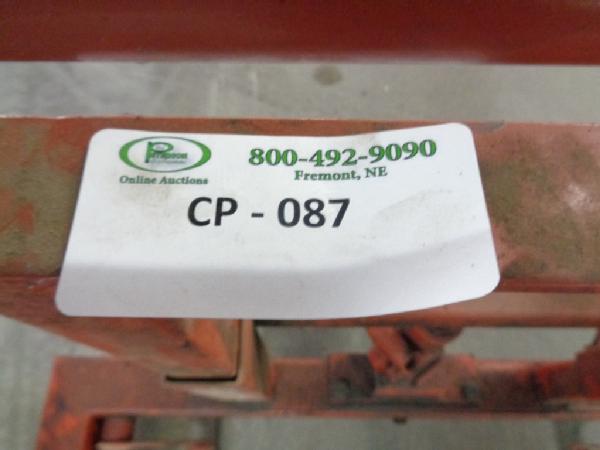 800-492-9090
Fremont, NE
Online Auctions
CP - 087